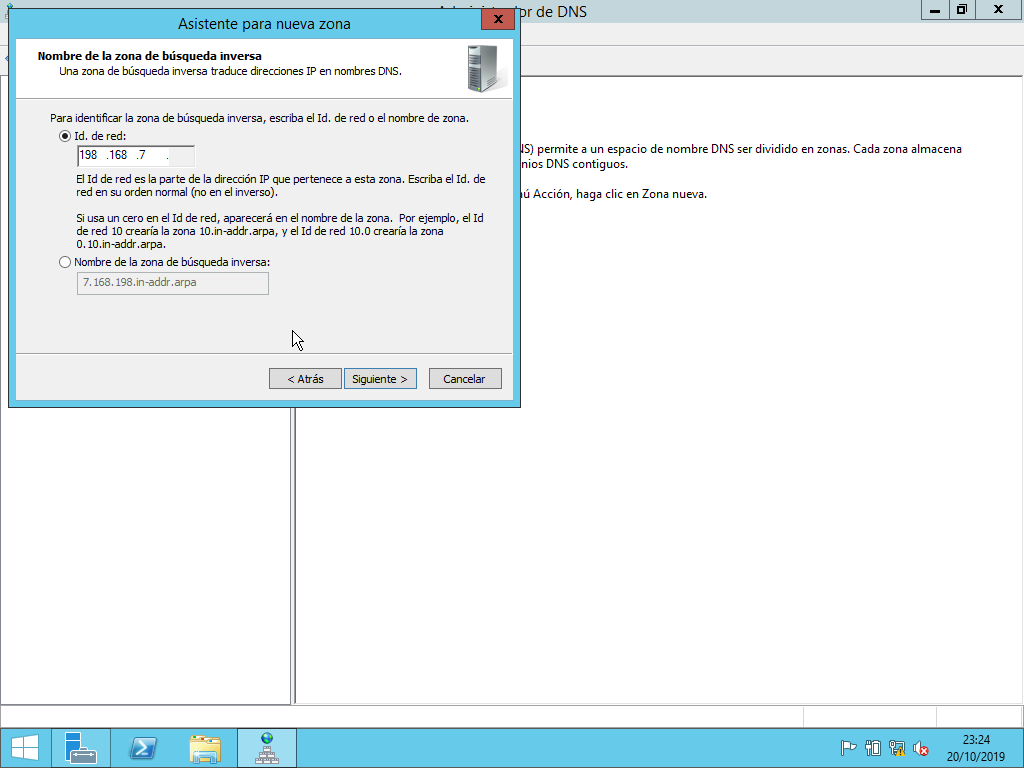 Administrador de DNS
Asistente para nueva zona
Nombre de la zona de búsqueda inversa
Una zona de búsqueda inversa traduce direcciones IP en nombres DNS.
Para identificar la zona de búsqueda inversa, escriba el Id. de red o el nombre de zona.
Id. de red:
198 .168 .7 .
El Id de red es la parte de la dirección IP que pertenece a esta zona. Escriba el Id. de
red en su orden normal (no en el inverso).
Si usa un cero en el Id de red, aparecerá en el nombre de la zona. Por ejemplo, el Id
de red 10 crearía la zona 10.in-addr.arpa, y el Id de red 10.0 crearía la zona
0.10.in-addr.arpa.
Nombre de la zona de búsqueda inversa:
7.168.198.in-addr.arpa
< Atrás
Siguiente >
Cancelar
NS) permite a un espacio de nombre DNS ser dividido en zonas. Cada zona almacena
nios DNS contiguos.
nú Acción, haga clic en Zona nueva.
23:24
20/10/2019